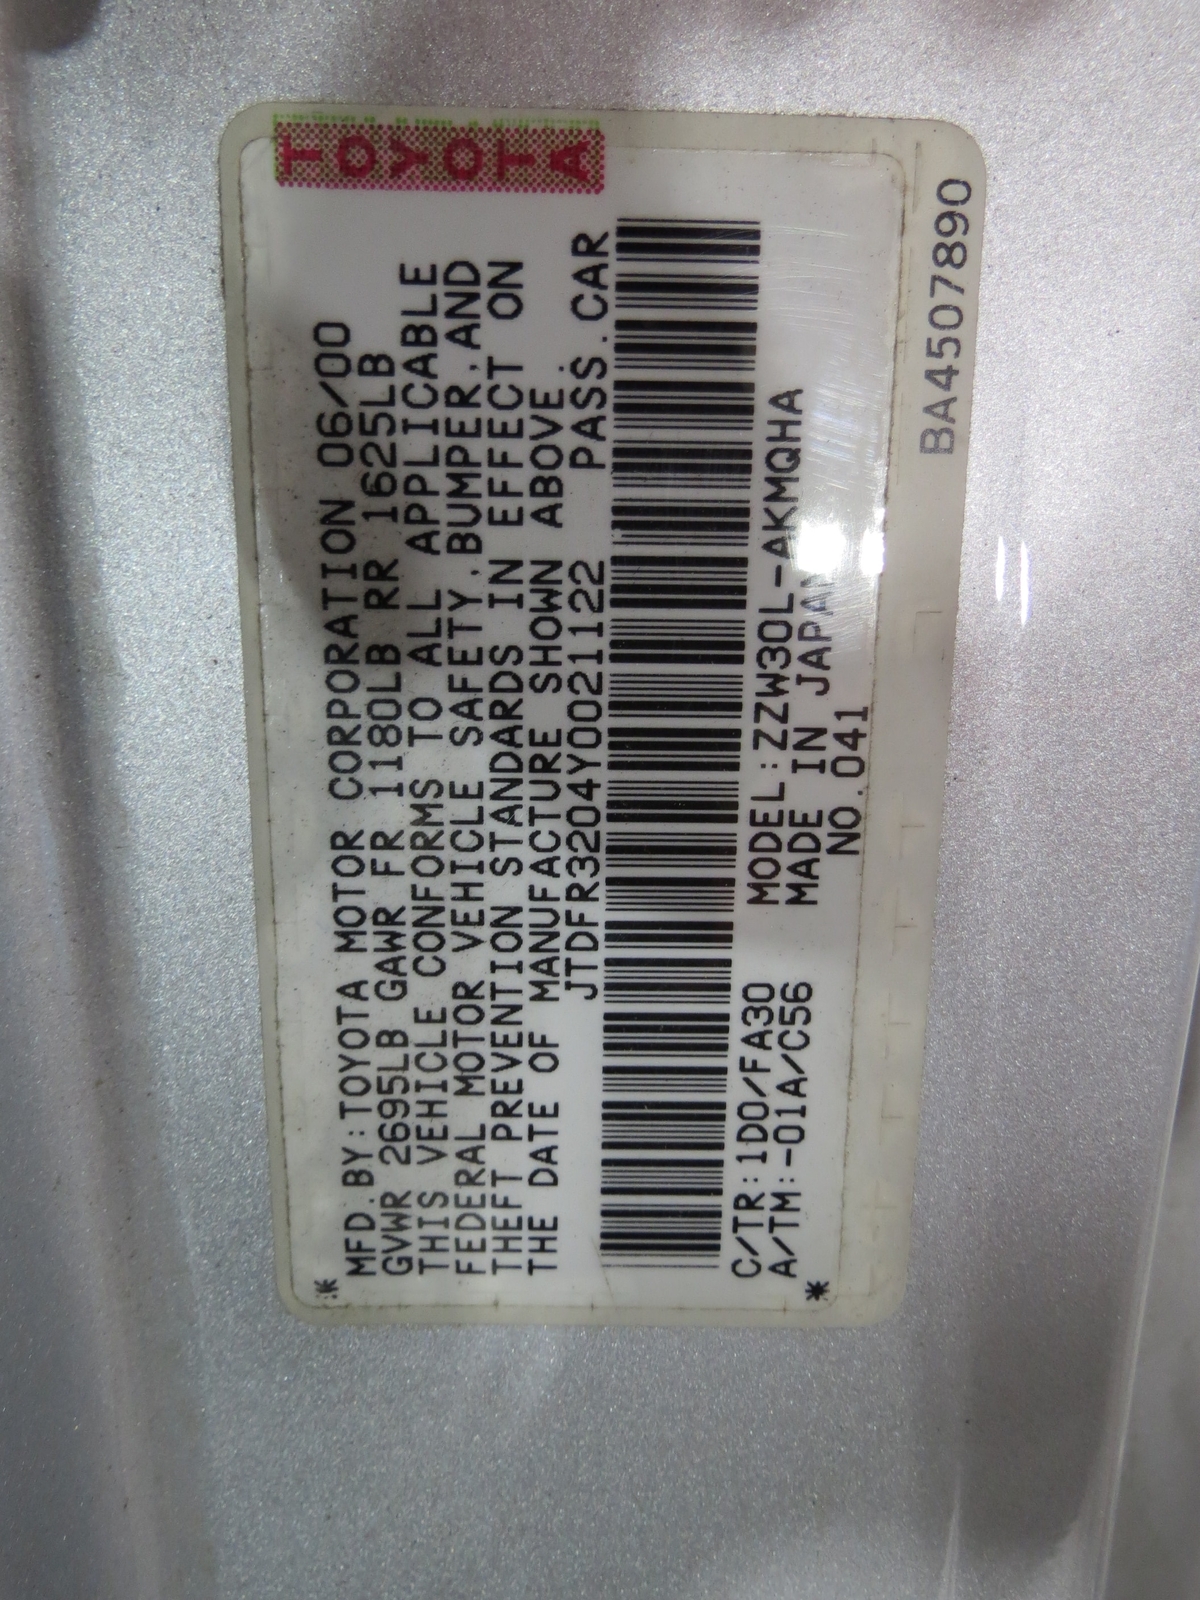 TOYOTA
MFD.BY:TOYOTA MOTOR CORPORATION 06/00
GVWR 2695LB GAWR FR 1180LB RR 1625LB
THIS VEHICLE CONFORMS TO ALL APPLICABLE
FEDERAL MOTOR VEHICLE SAFETY,BUMPER,AND
THEFT PREVENTION STANDARDS IN EFFECT ON
THE DATE OF MANUFACTURE SHOWN ABOVE.
JTDFR3204Y0021122 PASS.CAR
C/TR:1D0/FA30 MODEL:ZZW30L-AKMQHA
A/TM:-01A/C56 MADE IN JAPAN
* NO.041 *
BA4507890